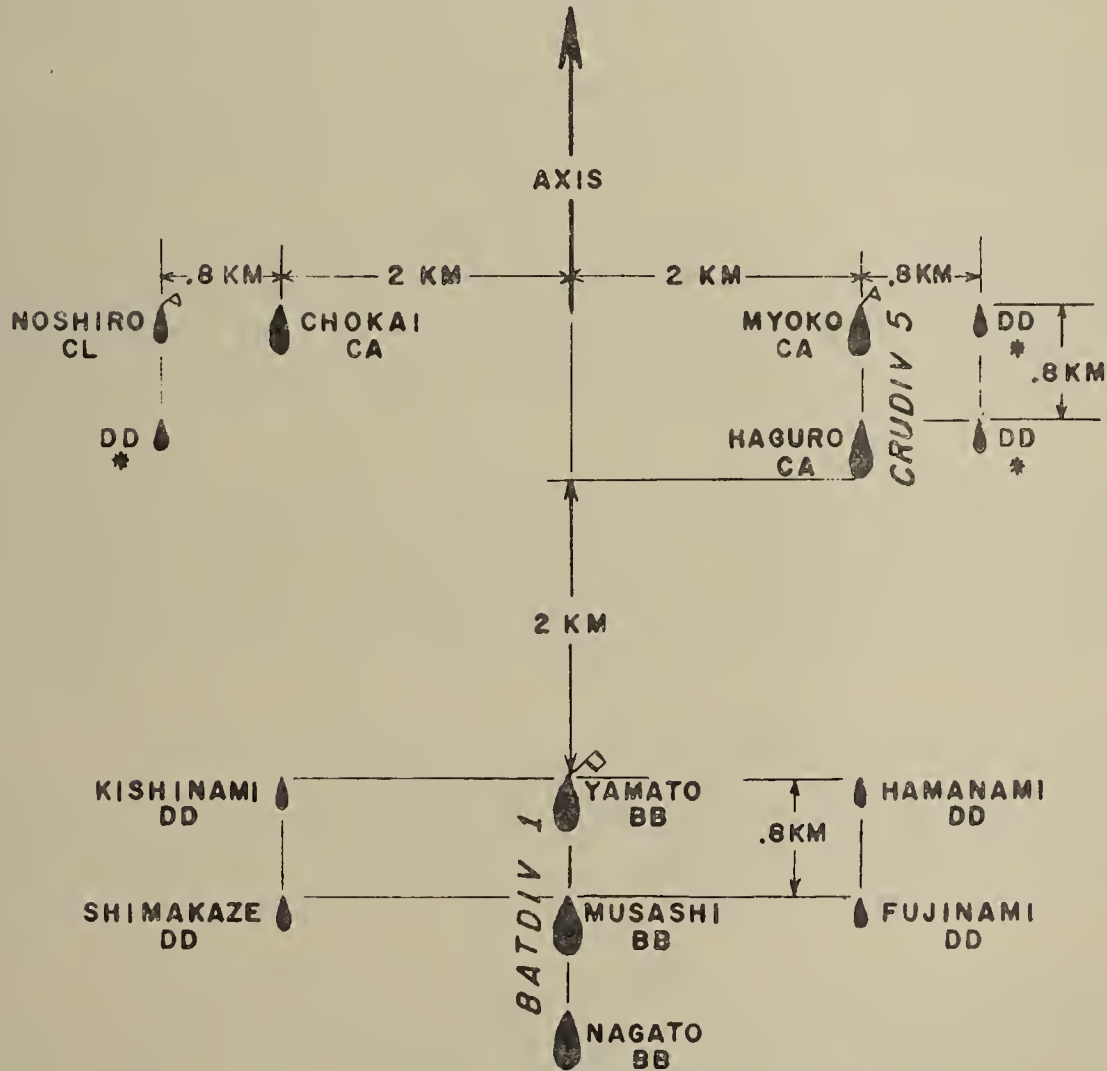 AXIS
.8 KM
2 KM
2 KM
.8KM
NOSHIRO
CL
CHOKAI
CA
MYOKO
CA
CRUDIV 5
DD
*
.8KM
DD
*
HAGURO
CA
DD
*
2 KM
KISHINAMI
DD
BATDIV 1
YAMATO
BB
.8KM
HAMANAMI
DD
SHIMAKAZE
DD
MUSASHI
BB
FUJINAMI
DD
NAGATO
BB